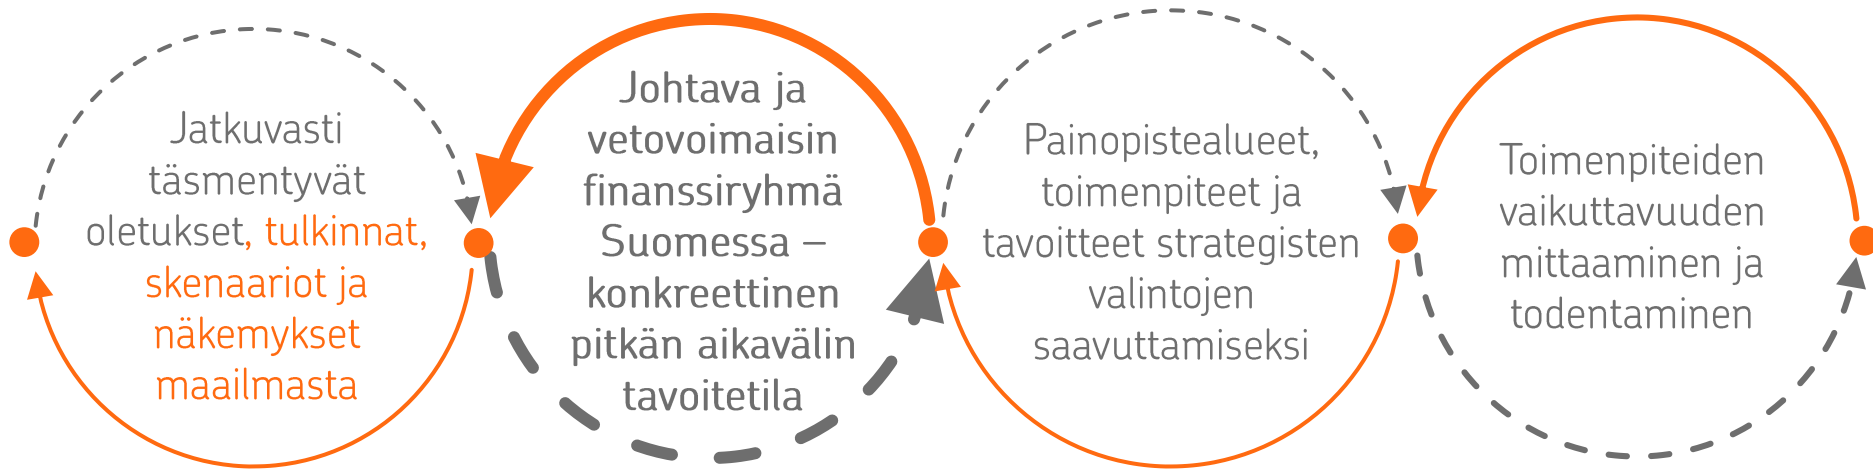 Jatkuvasti
täsmentyvät
oletukset, tulkinnat,
skenaariot ja
näkemykset
maailmasta
Johtava ja
vetovoimaisin
finanssiryhmä
Suomessa –
konkreettinen
pitkän aikavälin
tavoitetila
Painopistealueet,
toimenpiteet ja
tavoitteet strategisten
valintojen
saavuttamiseksi
Toimenpiteiden
vaikuttavuuden
mittaaminen ja
todentaminen